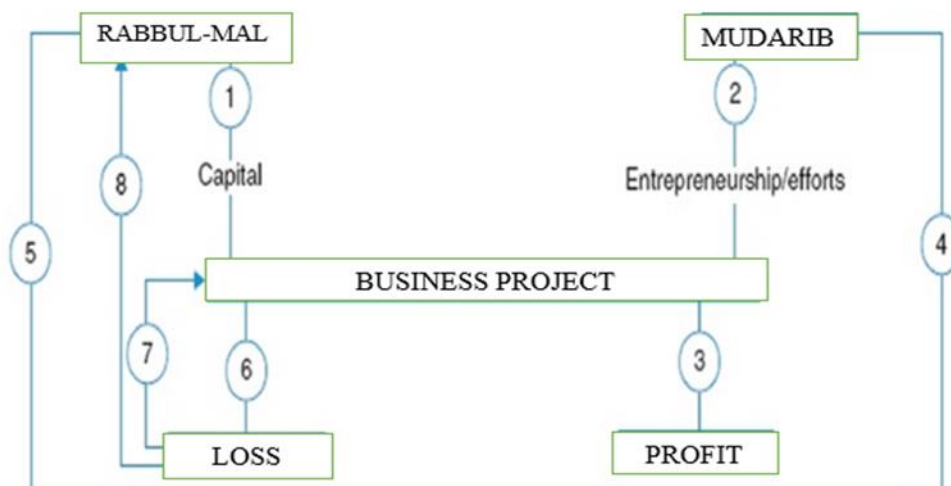 RABBUL-MAL
MUDARIB
1
2
Capital
Entrepreneurship/efforts
8
5
4
BUSINESS PROJECT
7
6
3
LOSS
PROFIT